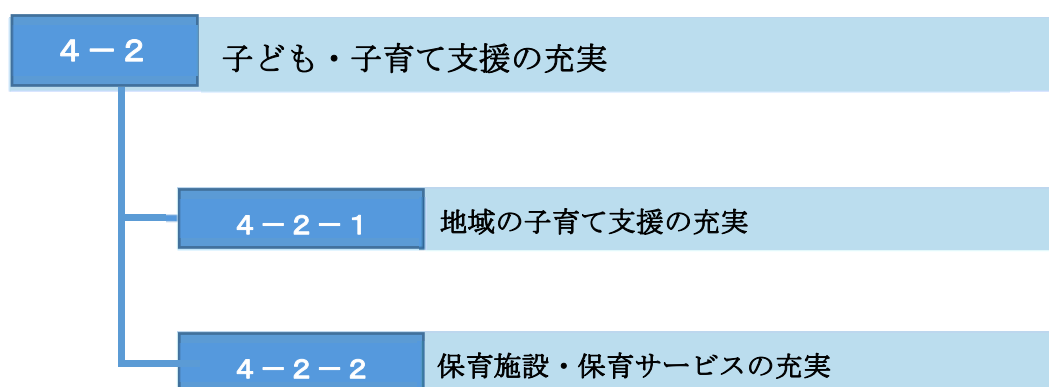 4－2 子ども・子育て支援の充実
4－2－1 地域の子育て支援の充実
4－2－2 保育施設・保育サービスの充実